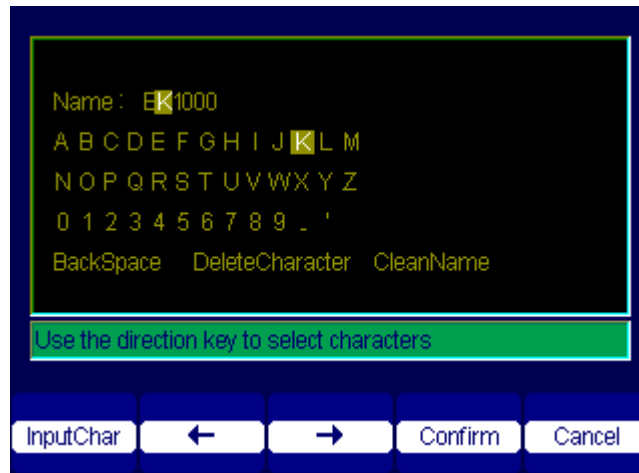 Name : EK1000
A B C D E F G H I J K L M
N O P Q R S T U V W X Y Z
0 1 2 3 4 5 6 7 8 9 _ '
BackSpace DeleteCharacter CleanName
Use the direction key to select characters
InputChar ← → Confirm Cancel